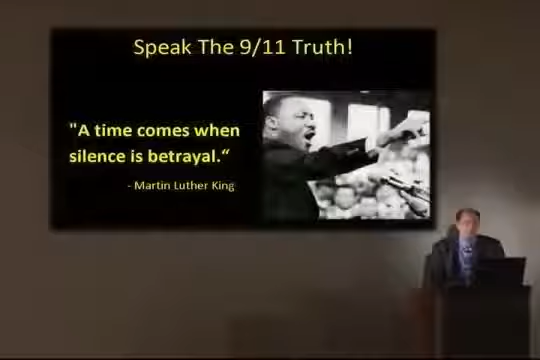 Speak The 9/11 Truth!
"A time comes when
silence is betrayal.“
- Martin Luther King